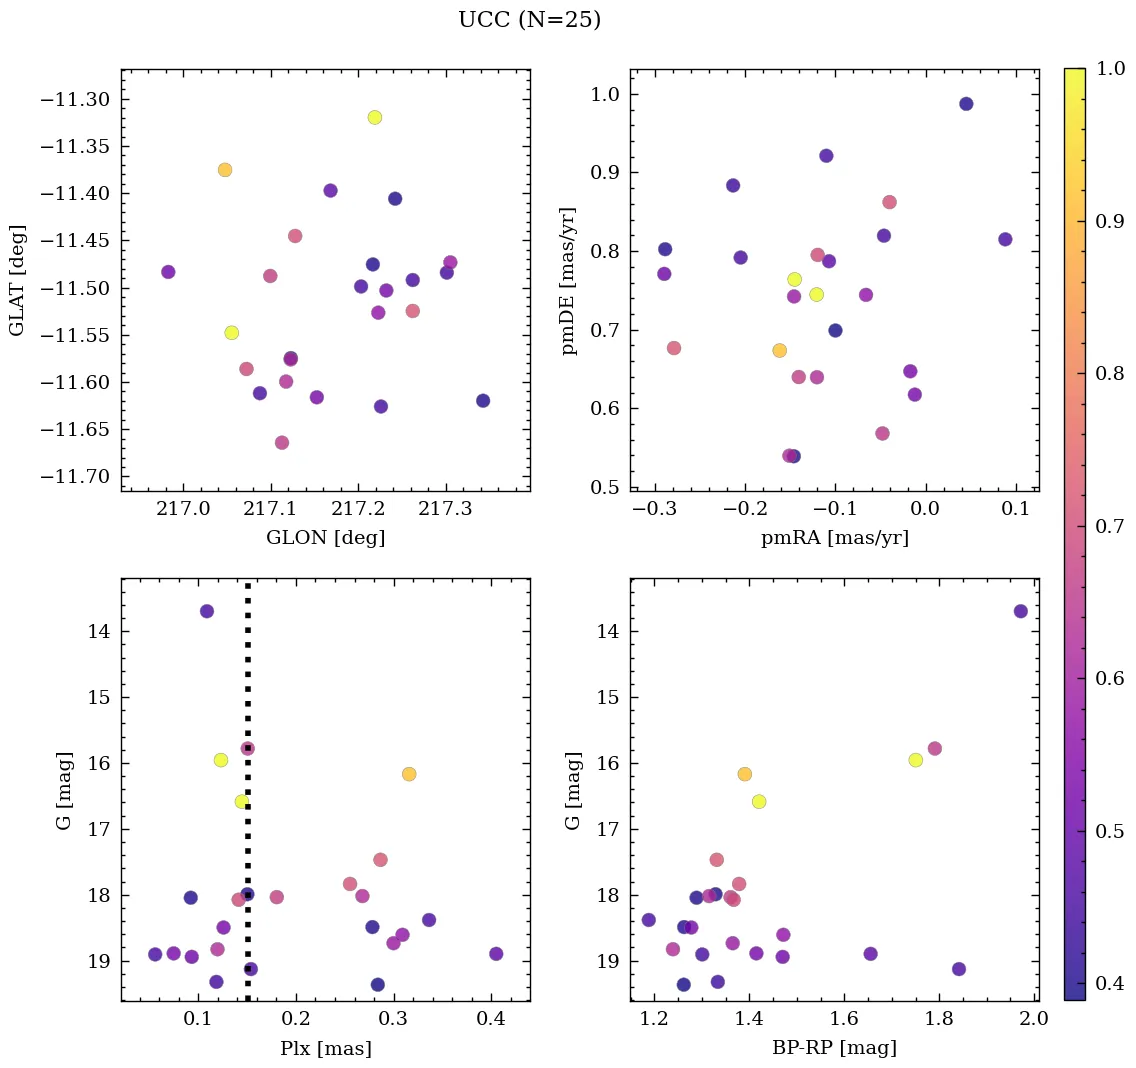 UCC (N=25)
−11.30
−11.35
−11.40
−11.45
−11.50
−11.55
−11.60
−11.65
−11.70
GLAT [deg]
217.0 217.1 217.2 217.3
GLON [deg]
1.0
0.9
0.8
0.7
0.6
0.5
pmDE [mas/yr]
−0.3 −0.2 −0.1 0.0 0.1
pmRA [mas/yr]
14
15
16
17
18
19
G [mag]
0.1 0.2 0.3 0.4
Plx [mas]
14
15
16
17
18
19
G [mag]
1.2 1.4 1.6 1.8 2.0
BP-RP [mag]
1.0
0.9
0.8
0.7
0.6
0.5
0.4